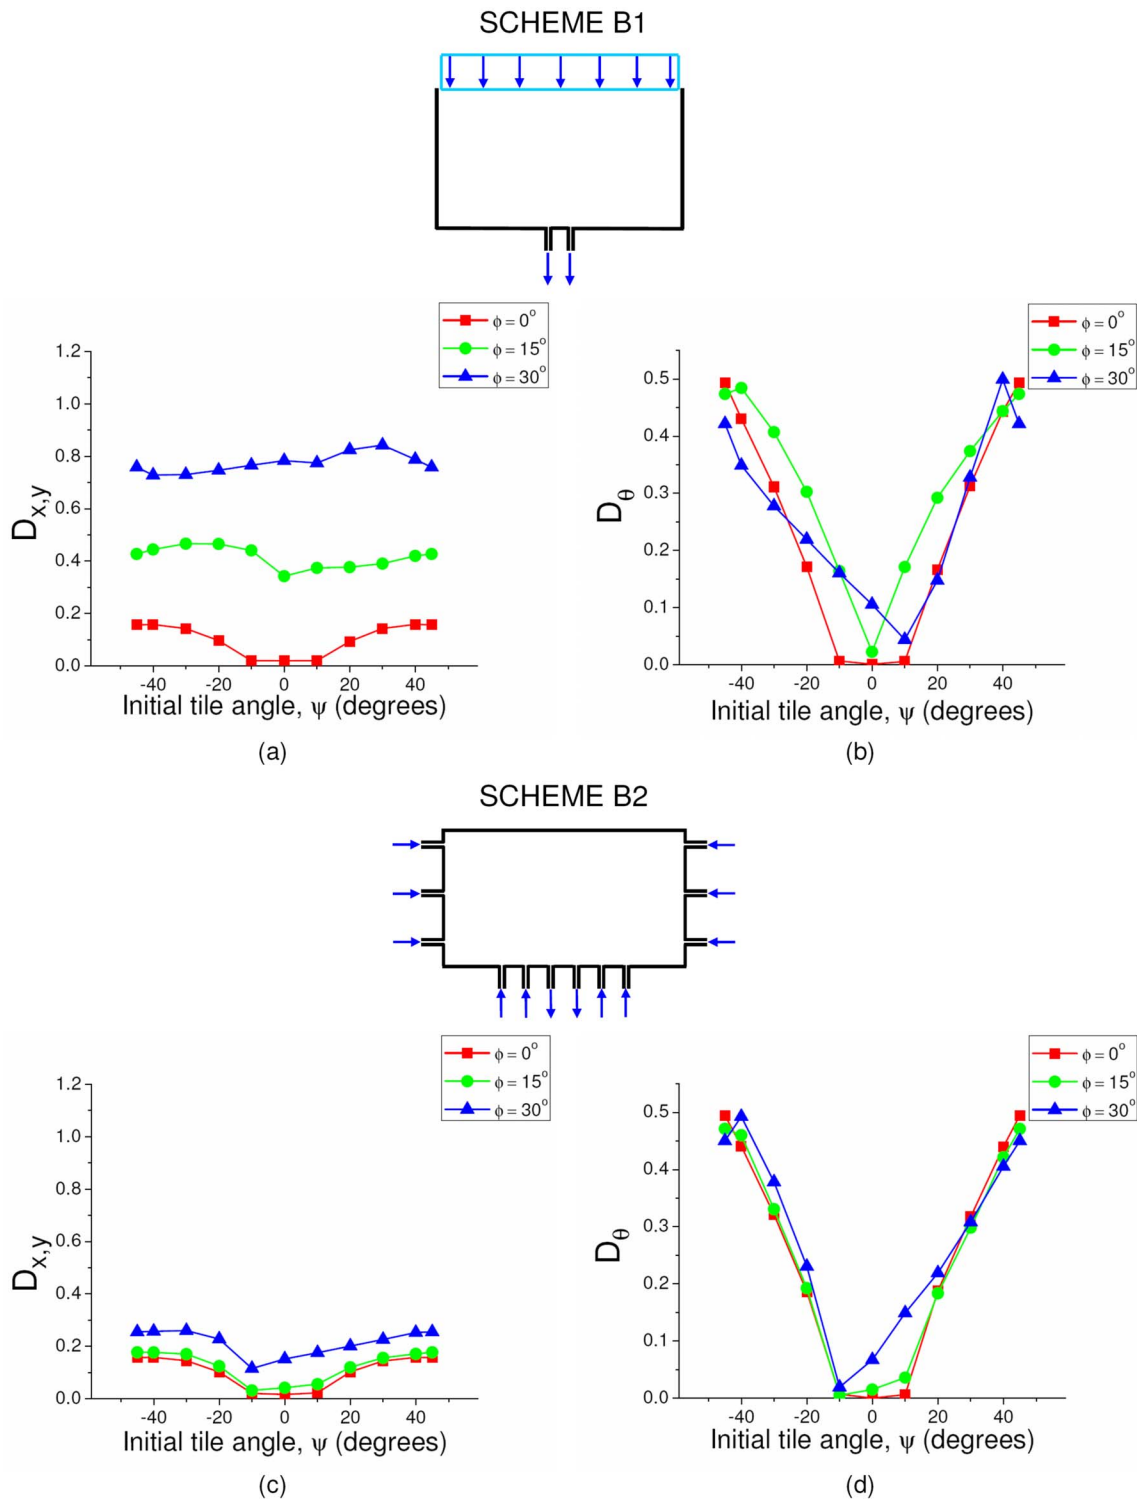 SCHEME B1
ϕ = 0°
ϕ = 15°
ϕ = 30°
1.2
1.0
0.8
0.6
0.4
0.2
0.0
D x,y
-40 -20 0 20 40
Initial tile angle, ψ (degrees)
(a)
ϕ = 0°
ϕ = 15°
ϕ = 30°
0.5
0.4
0.3
0.2
0.1
0.0
D θ
-40 -20 0 20 40
Initial tile angle, ψ (degrees)
(b)
SCHEME B2
ϕ = 0°
ϕ = 15°
ϕ = 30°
1.2
1.0
0.8
0.6
0.4
0.2
0.0
D x,y
-40 -20 0 20 40
Initial tile angle, ψ (degrees)
(c)
ϕ = 0°
ϕ = 15°
ϕ = 30°
0.5
0.4
0.3
0.2
0.1
0.0
D θ
-40 -20 0 20 40
Initial tile angle, ψ (degrees)
(d)